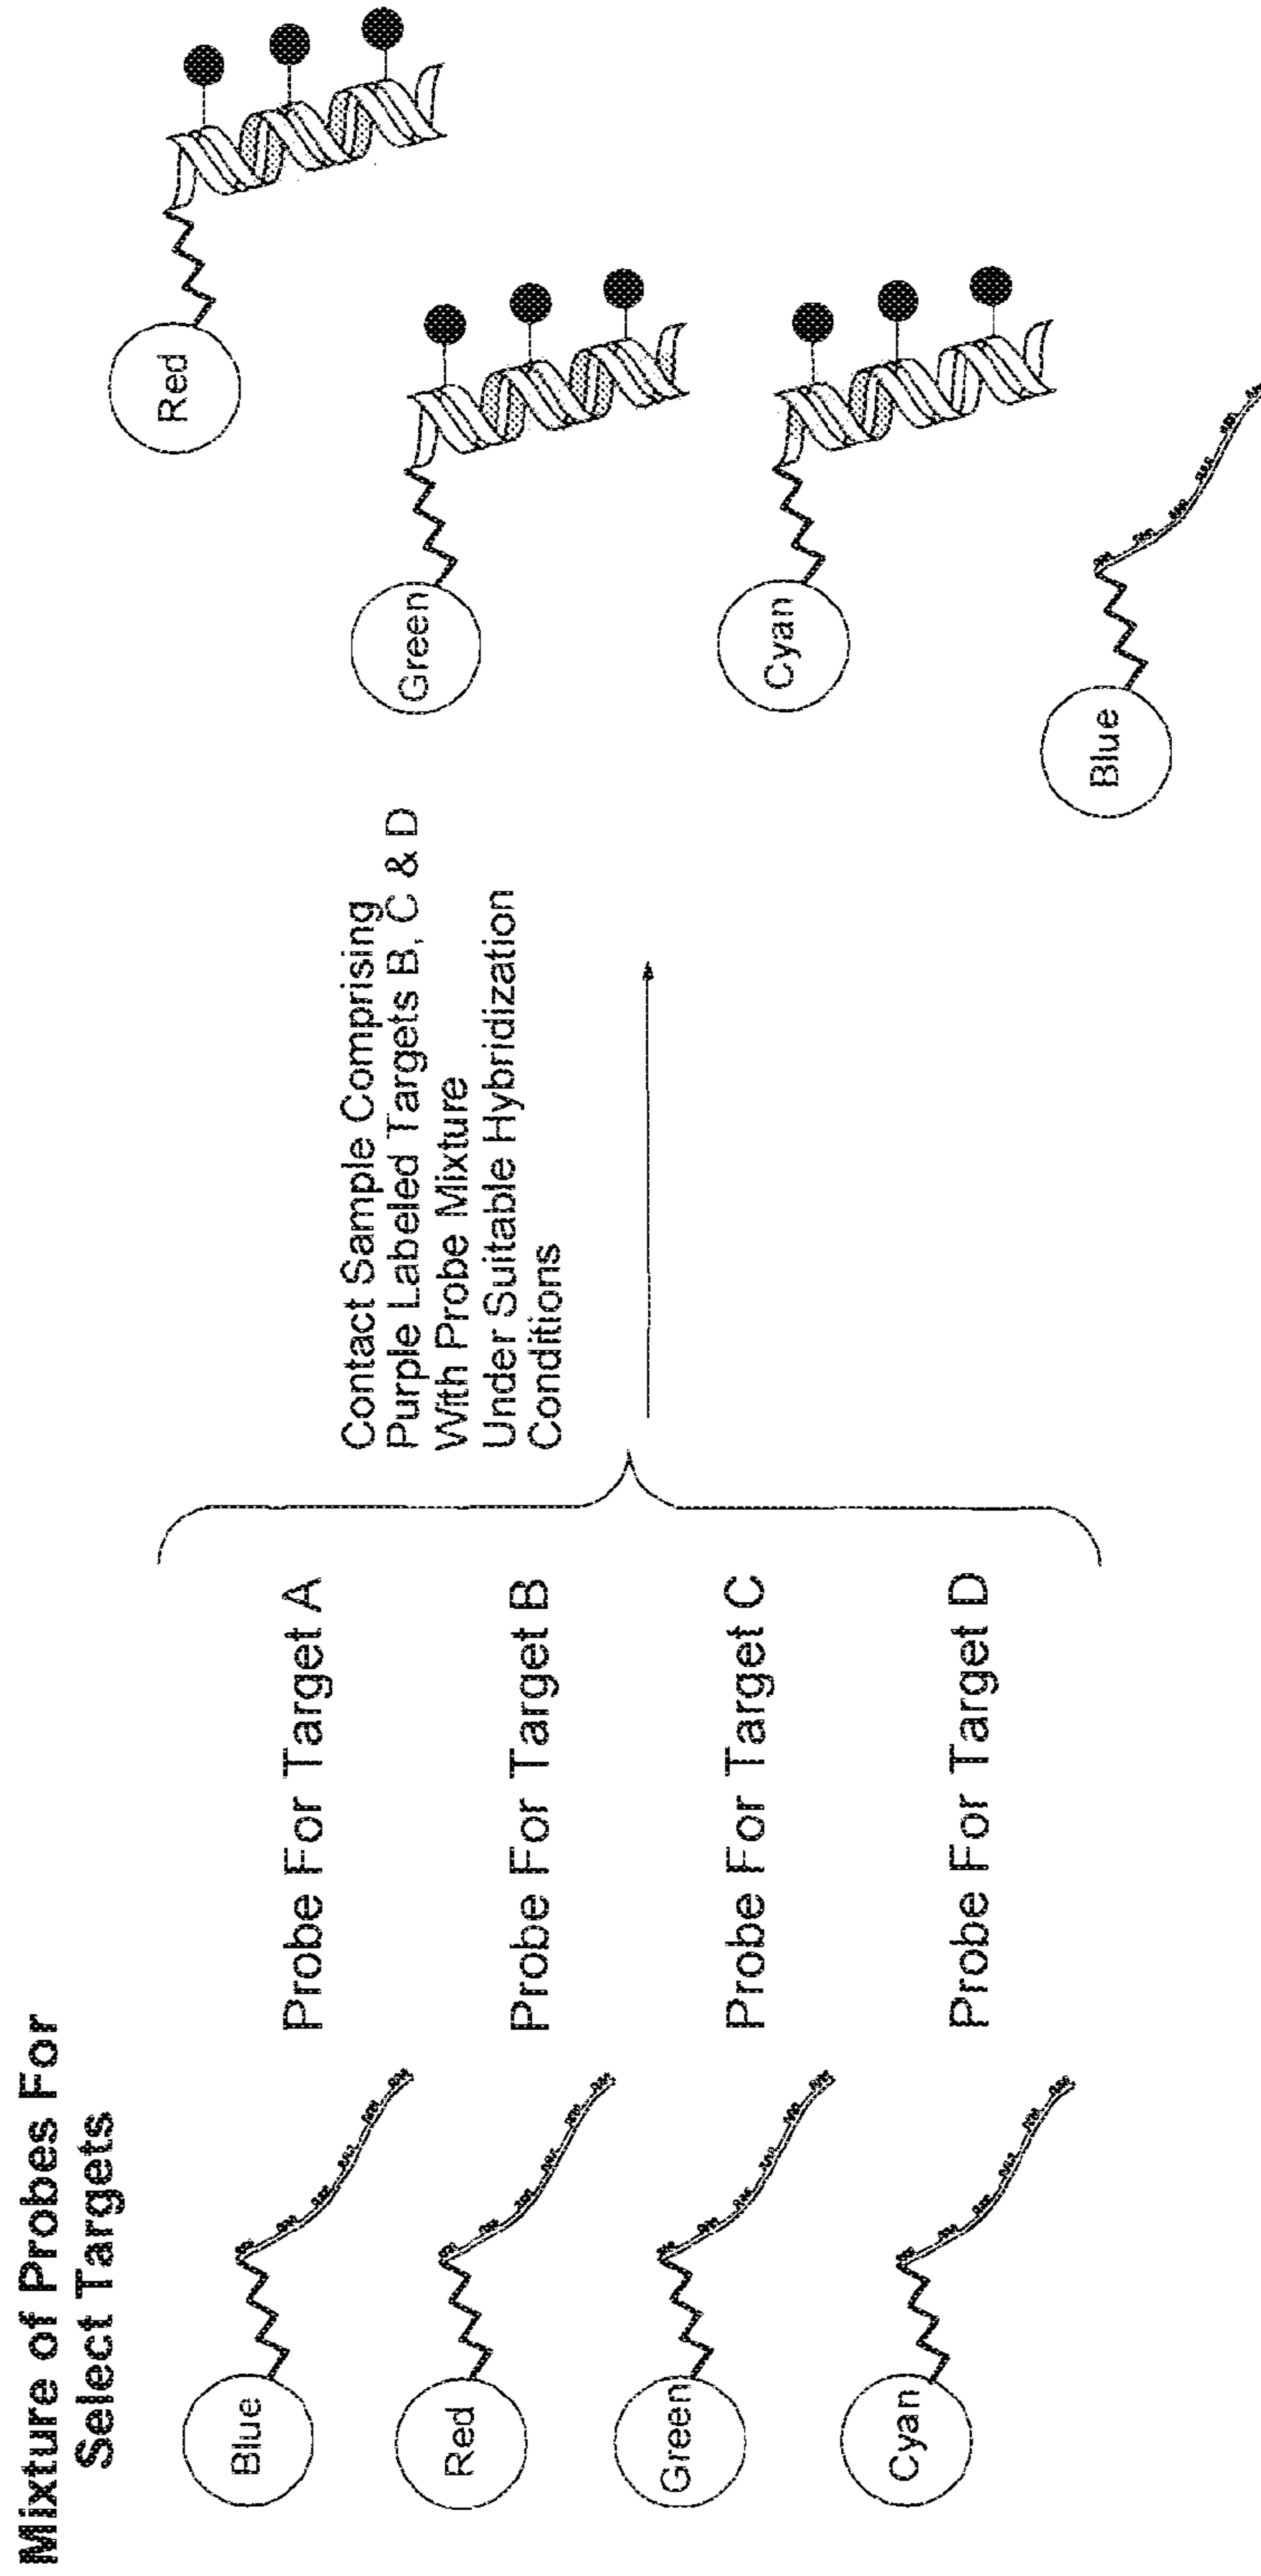 Mixture of Probes For
Select Targets
Blue
Probe For Target A
Red
Probe For Target B
Green
Probe For Target C
Cyan
Probe For Target D
Contact Sample Comprising
Purple Labeled Targets B, C & D
With Probe Mixture
Under Suitable Hybridization
Conditions
Red
Green
Cyan
Blue